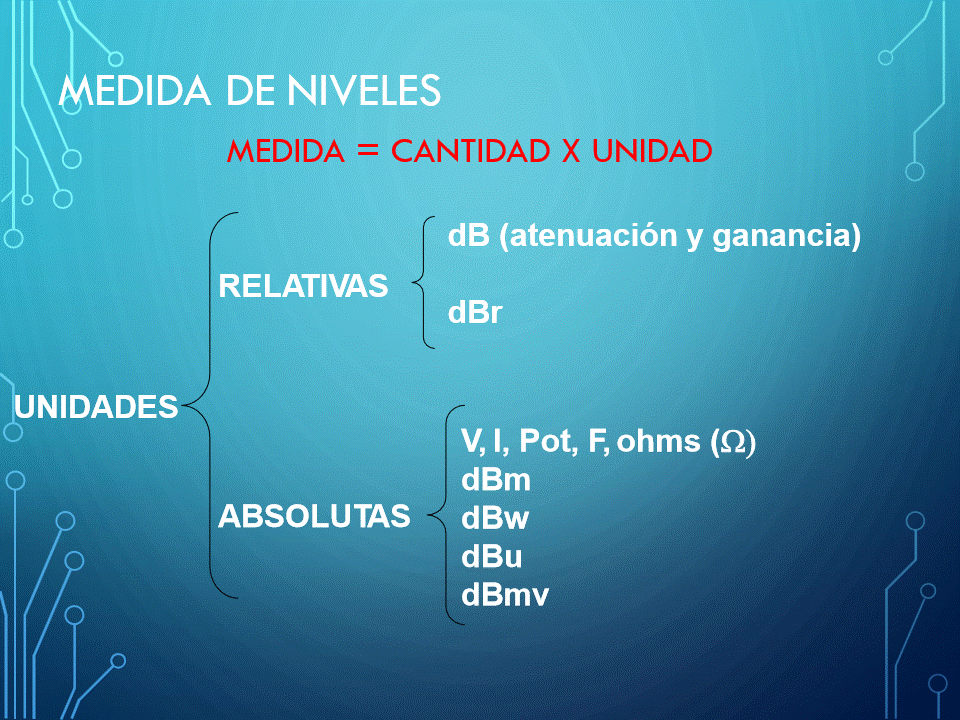 MEDIDA DE NIVELES
MEDIDA = CANTIDAD X UNIDAD
dB (atenuación y ganancia)
RELATIVAS
dBr
UNIDADES
V, I, Pot, F, ohms (Ω)
dBm
ABSOLUTAS
dBw
dBu
dBmv